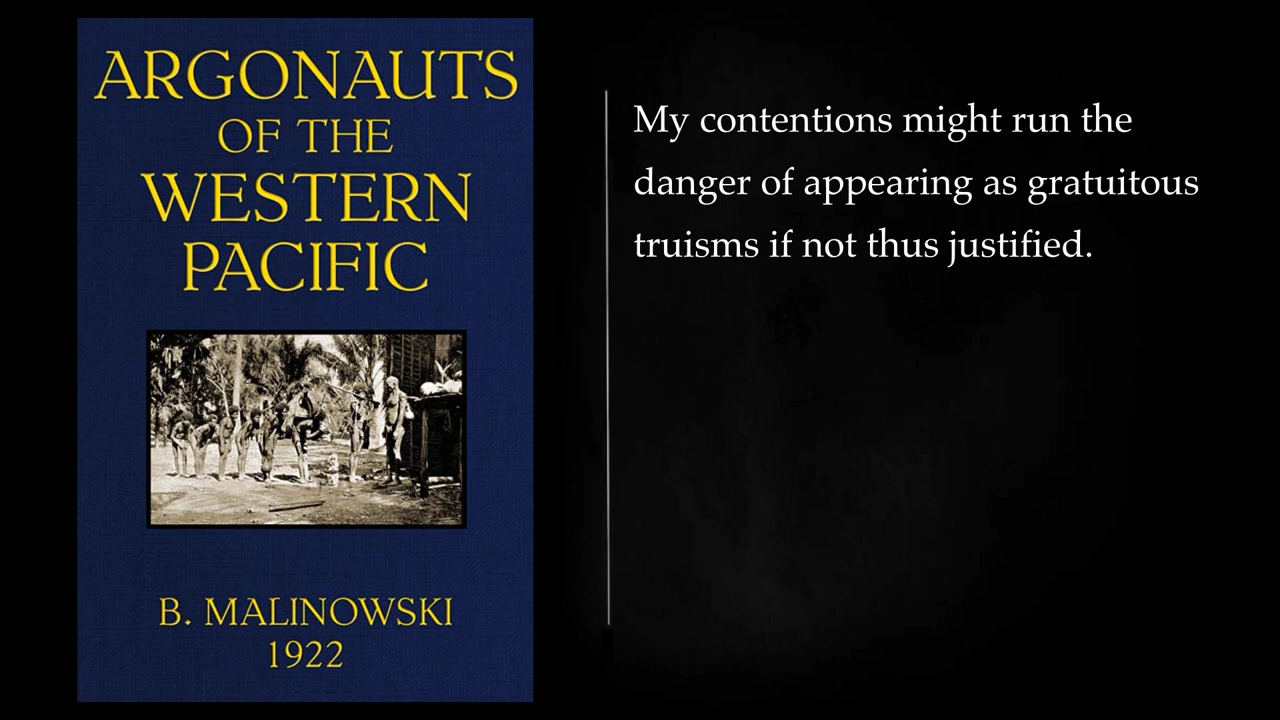 ARGONAUTS
OF THE
WESTERN
PACIFIC
B. MALINOWSKI
1922
My contentions might run the
danger of appearing as gratuitous
truisms if not thus justified.